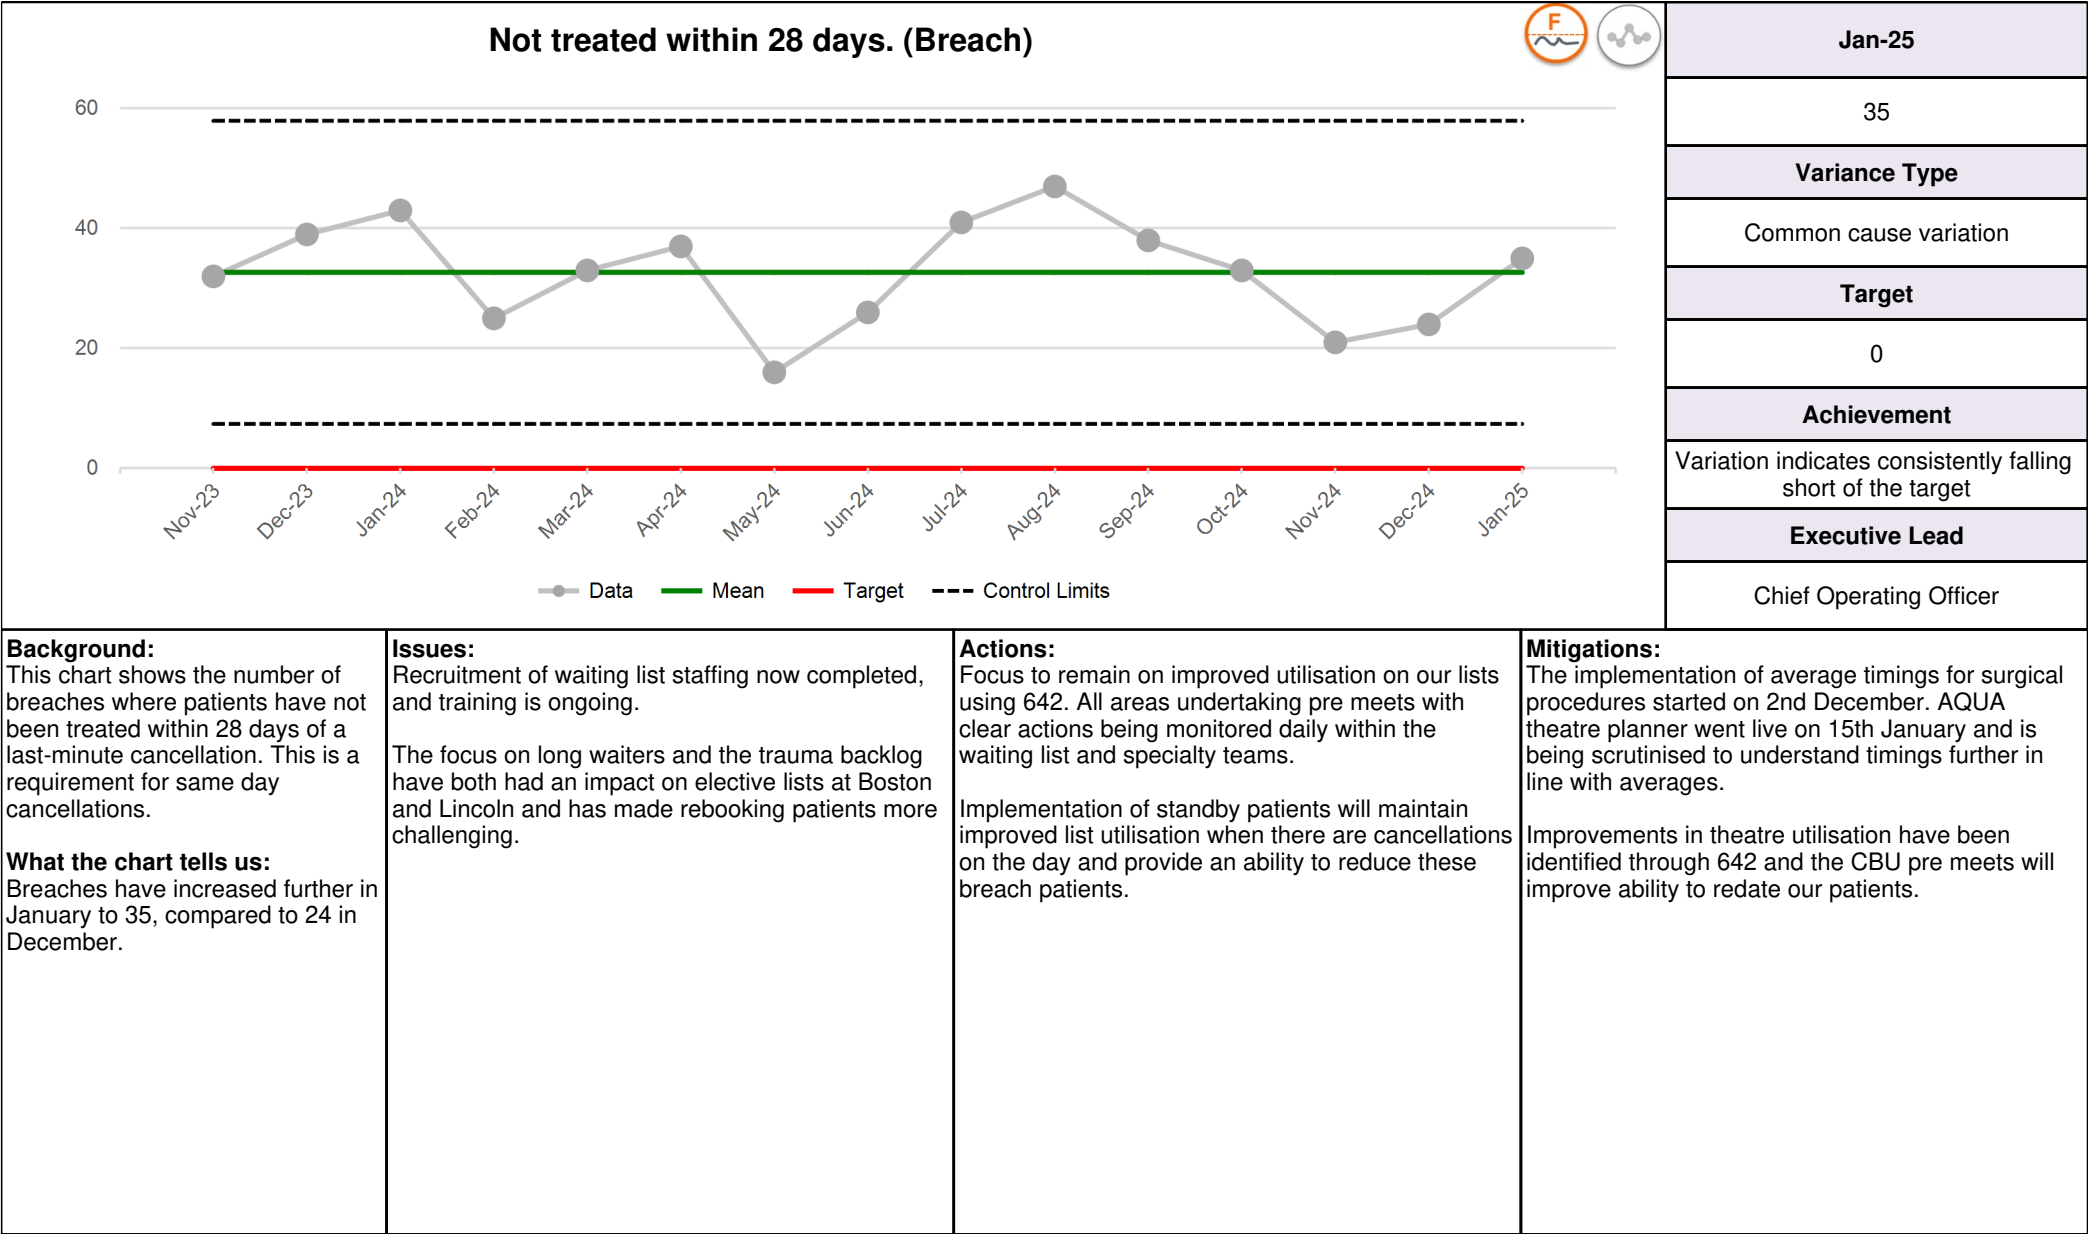 Not treated within 28 days. (Breach)
F
60
40
20
0
Nov-23
Dec-23
Jan-24
Feb-24
Mar-24
Apr-24
May-24
Jun-24
Jul-24
Aug-24
Sep-24
Oct-24
Nov-24
Dec-24
Jan-25
Data
Mean
Target
Control Limits
Jan-25
35
Variance Type
Common cause variation
Target
0
Achievement
Variation indicates consistently falling
short of the target
Executive Lead
Chief Operating Officer
Background:
This chart shows the number of
breaches where patients have not
been treated within 28 days of a
last-minute cancellation. This is a
requirement for same day
cancellations.
What the chart tells us:
Breaches have increased further in
January to 35, compared to 24 in
December.
Issues:
Recruitment of waiting list staffing now completed,
and training is ongoing.
The focus on long waiters and the trauma backlog
have both had an impact on elective lists at Boston
and Lincoln and has made rebooking patients more
challenging.
Actions:
Focus to remain on improved utilisation on our lists
using 642. All areas undertaking pre meets with
clear actions being monitored daily within the
waiting list and specialty teams.
Implementation of standby patients will maintain
improved list utilisation when there are cancellations
on the day and provide an ability to reduce these
breach patients.
Mitigations:
The implementation of average timings for surgical
procedures started on 2nd December. AQUA
theatre planner went live on 15th January and is
being scrutinised to understand timings further in
line with averages.
Improvements in theatre utilisation have been
identified through 642 and the CBU pre meets will
improve ability to redate our patients.